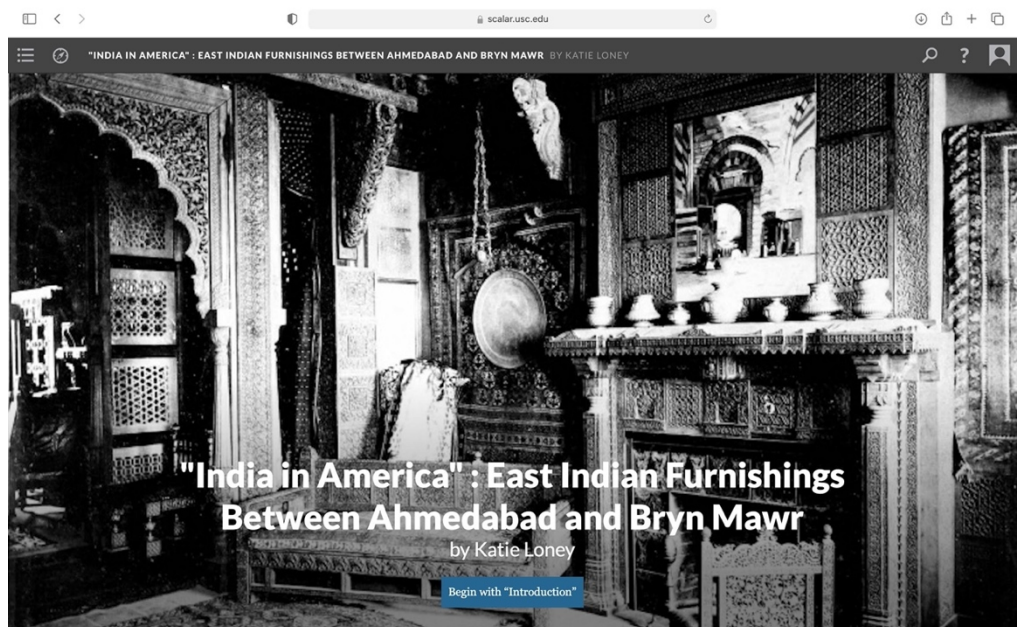 scalar.usc.edu
"INDIA IN AMERICA" : EAST INDIAN FURNISHINGS BETWEEN AHMEDABAD AND BRYN MAWR BY KATIE LONEY
?
"India in America" : East Indian Furnishings
Between Ahmedabad and Bryn Mawr
by Katie Loney
Begin with “Introduction”